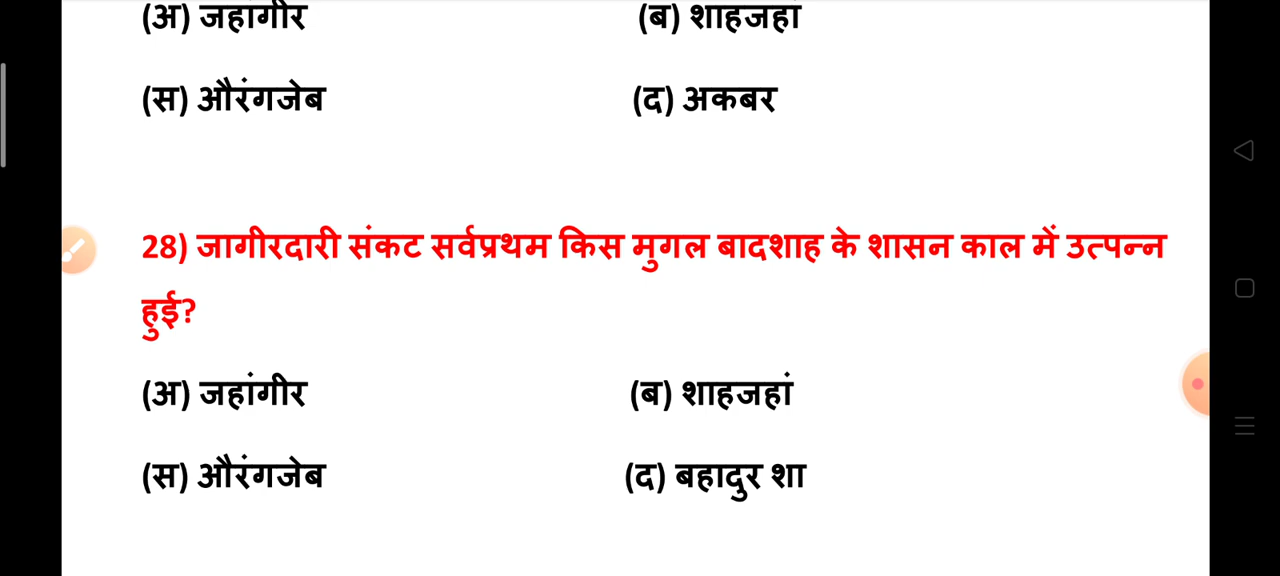 (अ) जहांगीर (ब) शाहजहां
(स) औरंगजेब (द) अकबर
28) जागीरदारी संकट सर्वप्रथम किस मुगल बादशाह के शासन काल में उत्पन्न
हुई?
(अ) जहांगीर (ब) शाहजहां
(स) औरंगजेब (द) बहादुर शा